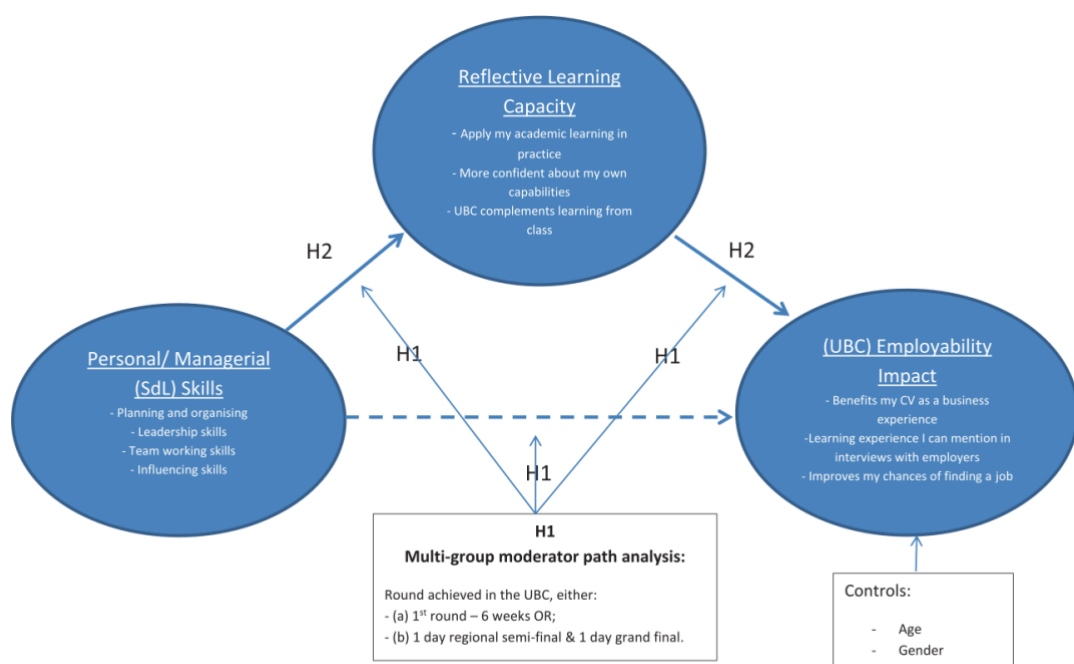 Reflective Learning
Capacity
- Apply my academic learning in
practice
- More confident about my own
capabilities
- UBC complements learning from
class
H2
H2
H1
H1
Personal/ Managerial
(SdL) Skills
- Planning and organising
- Leadership skills
- Team working skills
- Influencing skills
(UBC) Employability
Impact
- Benefits my CV as a business
experience
-Learning experience I can mention in
interviews with employers
- Improves my chances of finding a job
H1
H1
Multi-group moderator path analysis:
Round achieved in the UBC, either:
- (a) 1st round – 6 weeks OR;
- (b) 1 day regional semi-final & 1 day grand final.
Controls:
- Age
- Gender